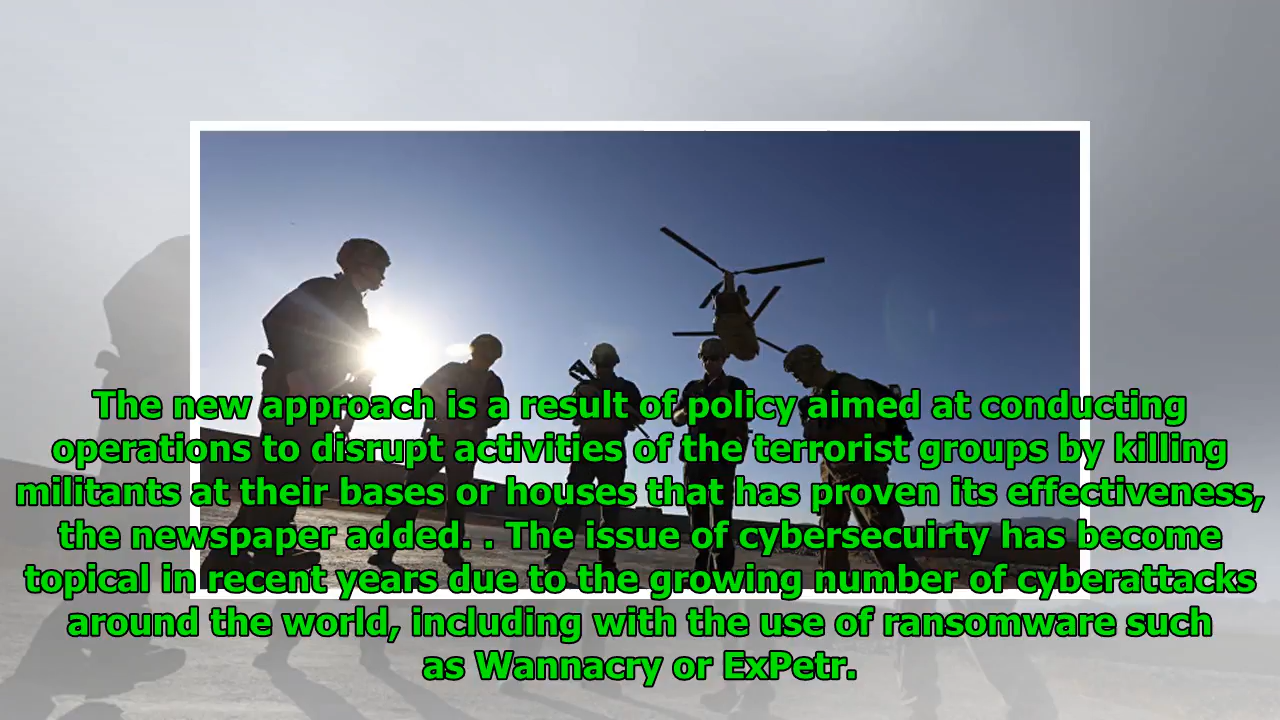 The new approach is a result of policy aimed at conducting
operations to disrupt activities of the terrorist groups by killing
militants at their bases or houses that has proven its effectiveness,
the newspaper added. . The issue of cybersecuirty has become
topical in recent years due to the growing number of cyberattacks
around the world, including with the use of ransomware such
as Wannacry or ExPetr.